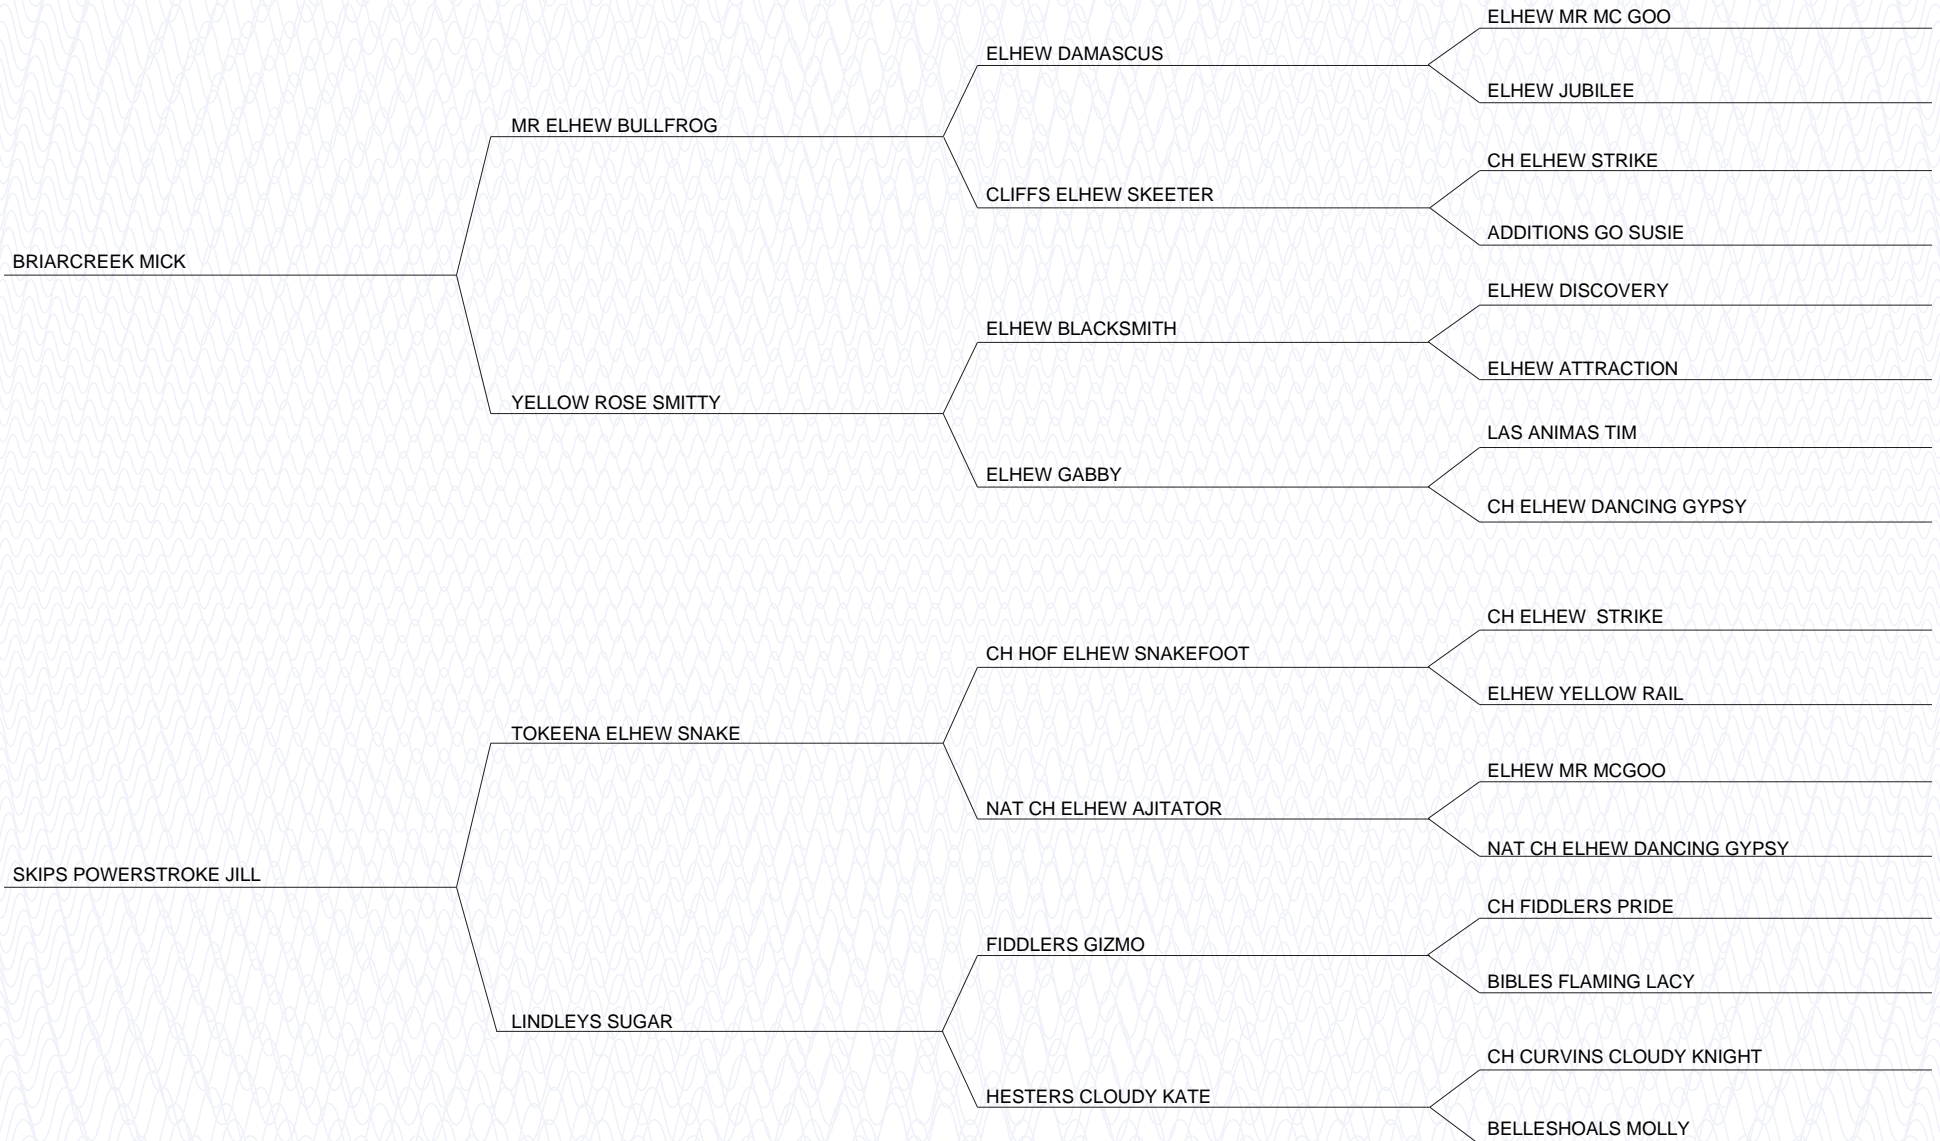 ELHEW MR MC GOO
ELHEW DAMASCUS
ELHEW JUBILEE
MR ELHEW BULLFROG
CH ELHEW STRIKE
CLIFFS ELHEW SKEETER
ADDITIONS GO SUSIE
BRIARCREEK MICK
ELHEW DISCOVERY
ELHEW BLACKSMITH
ELHEW ATTRACTION
YELLOW ROSE SMITTY
LAS ANIMAS TIM
ELHEW GABBY
CH ELHEW DANCING GYPSY
CH ELHEW  STRIKE
CH HOF ELHEW SNAKEFOOT
ELHEW YELLOW RAIL
TOKEENA ELHEW SNAKE
ELHEW MR MCGOO
NAT CH ELHEW AJITATOR
NAT CH ELHEW DANCING GYPSY
SKIPS POWERSTROKE JILL
CH FIDDLERS PRIDE
FIDDLERS GIZMO
BIBLES FLAMING LACY
LINDLEYS SUGAR
CH CURVINS CLOUDY KNIGHT
HESTERS CLOUDY KATE
BELLESHOALS MOLLY